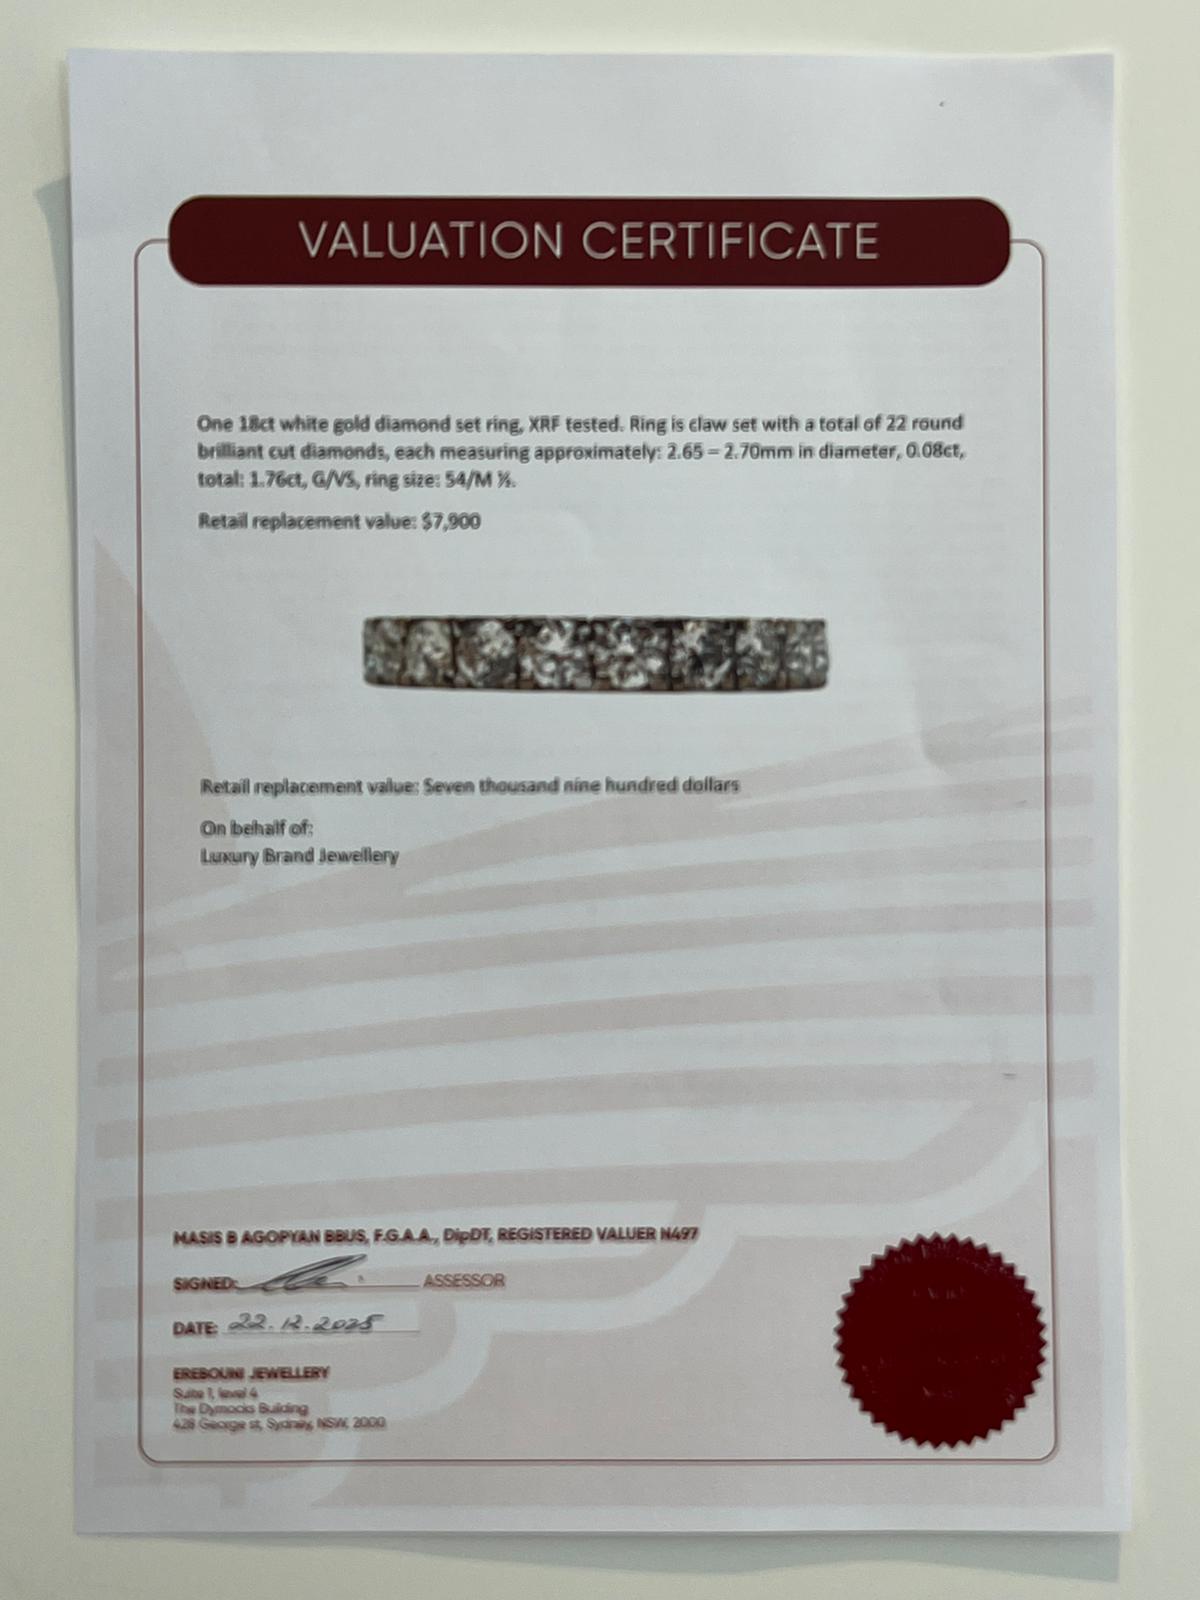 VALUATION CERTIFICATE
One 18ct white gold diamond set ring, XRF tested. Ring is claw set with a total of 22 round
brilliant cut diamonds, each measuring approximately: 2.65 – 2.70mm in diameter, 0.08ct,
total: 1.76ct, G/VS, ring size: 54/M ½.
Retail replacement value: $7,900
Retail replacement value: Seven thousand nine hundred dollars
On behalf of:
Luxury Brand Jewellery
MASIS B AGOPYAN BBUS, F.G.A.A., DipDT, REGISTERED VALUER N497
SIGNED: ASSESSOR
DATE: 22.12.2025
EREBOUNI JEWELLERY
Suite 1, level 4
The Dymocks Building
428 George st, Sydney, NSW, 2000